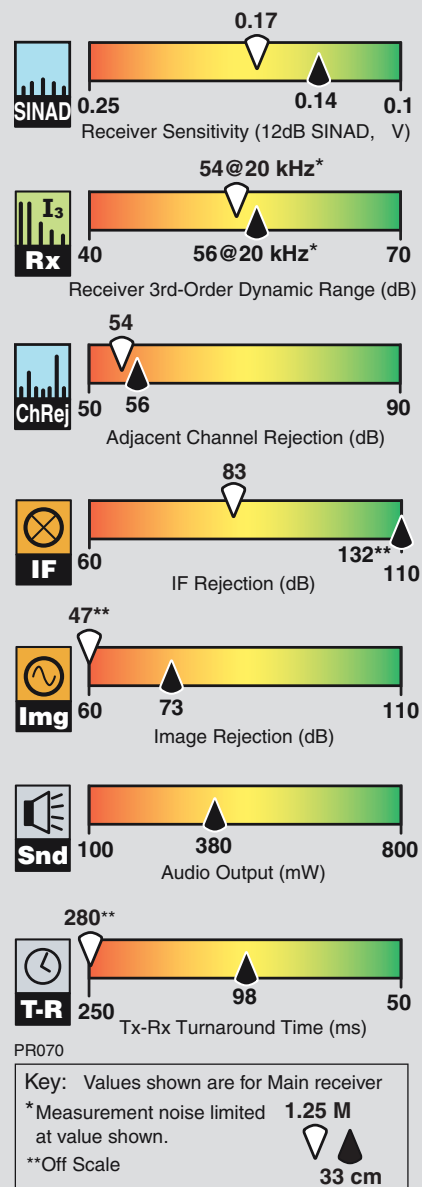 0.17
SINAD
0.25 0.14 0.1
Receiver Sensitivity (12dB SINAD, V)
54@20 kHz*
I3
Rx
40 56@20 kHz* 70
Receiver 3rd-Order Dynamic Range (dB)
54
ChRej
50 56 90
Adjacent Channel Rejection (dB)
83
IF
60 132** 110
IF Rejection (dB)
47**
Img
60 73 110
Image Rejection (dB)
Snd
100 380 800
Audio Output (mW)
280**
T-R
250 98 50
Tx-Rx Turnaround Time (ms)
PR070
Key: Values shown are for Main receiver
*Measurement noise limited 1.25 M
at value shown.
**Off Scale
33 cm